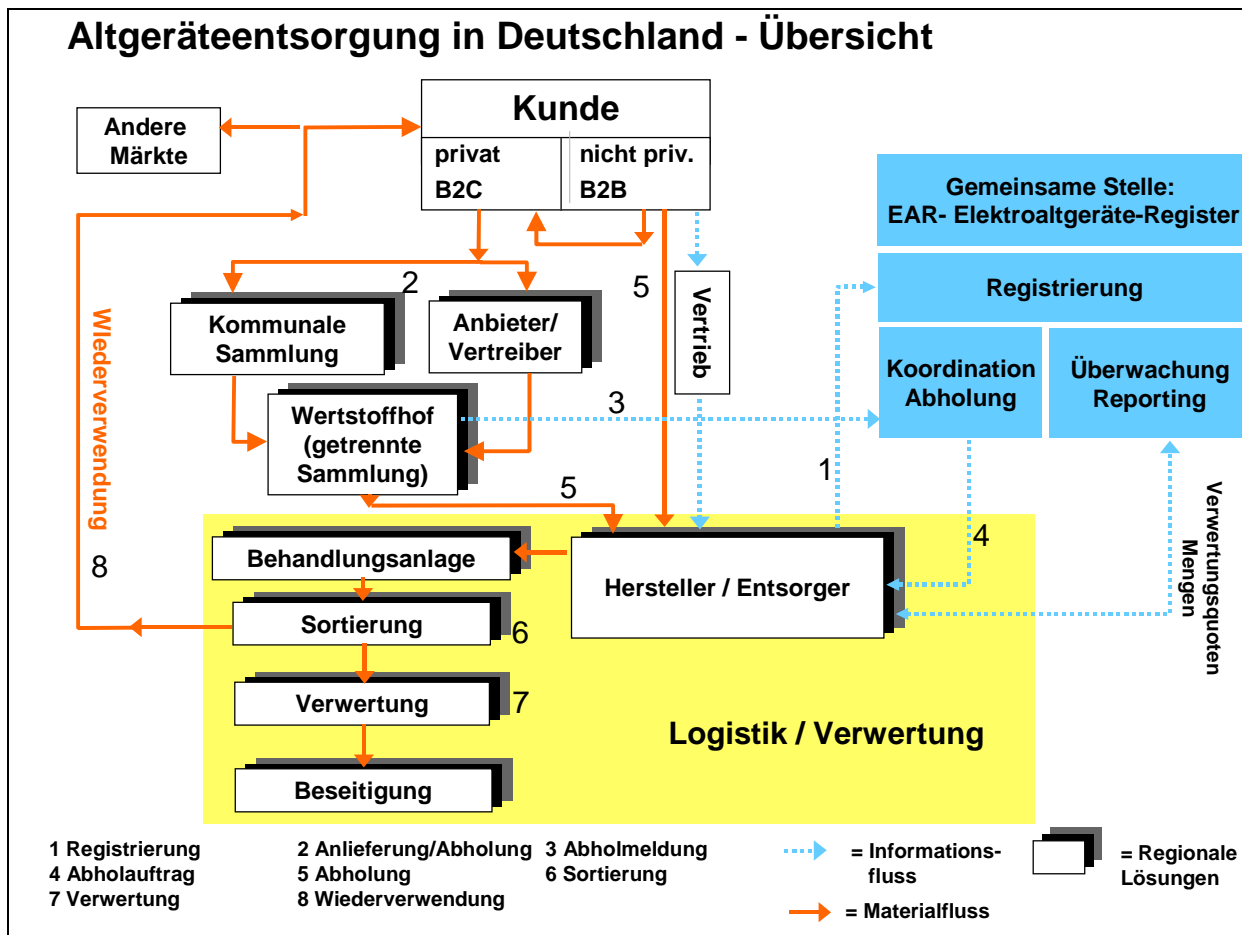 Altgeräteentsorgung in Deutschland - Übersicht
Andere
Märkte
Kunde
privat
B2C
nicht priv.
B2B
Gemeinsame Stelle:
EAR- Elektroaltgeräte-Register
Registrierung
Koordination
Abholung
Überwachung
Reporting
2
5
Vertrieb
Kommunale
Sammlung
Anbieter/
Vertreiber
Wertstoffhof
(getrennte
Sammlung)
3
1
5
4
WIederverwendung
8
Verwertungsquoten
Mengen
Behandlungsanlage
Hersteller / Entsorger
Sortierung
6
Verwertung
7
Logistik / Verwertung
Beseitigung
1 Registrierung
2 Anlieferung/Abholung
3 Abholmeldung
4 Abholauftrag
5 Abholung
6 Sortierung
7 Verwertung
8 Wiederverwendung
= Informations-
fluss
= Materialfluss
= Regionale
Lösungen